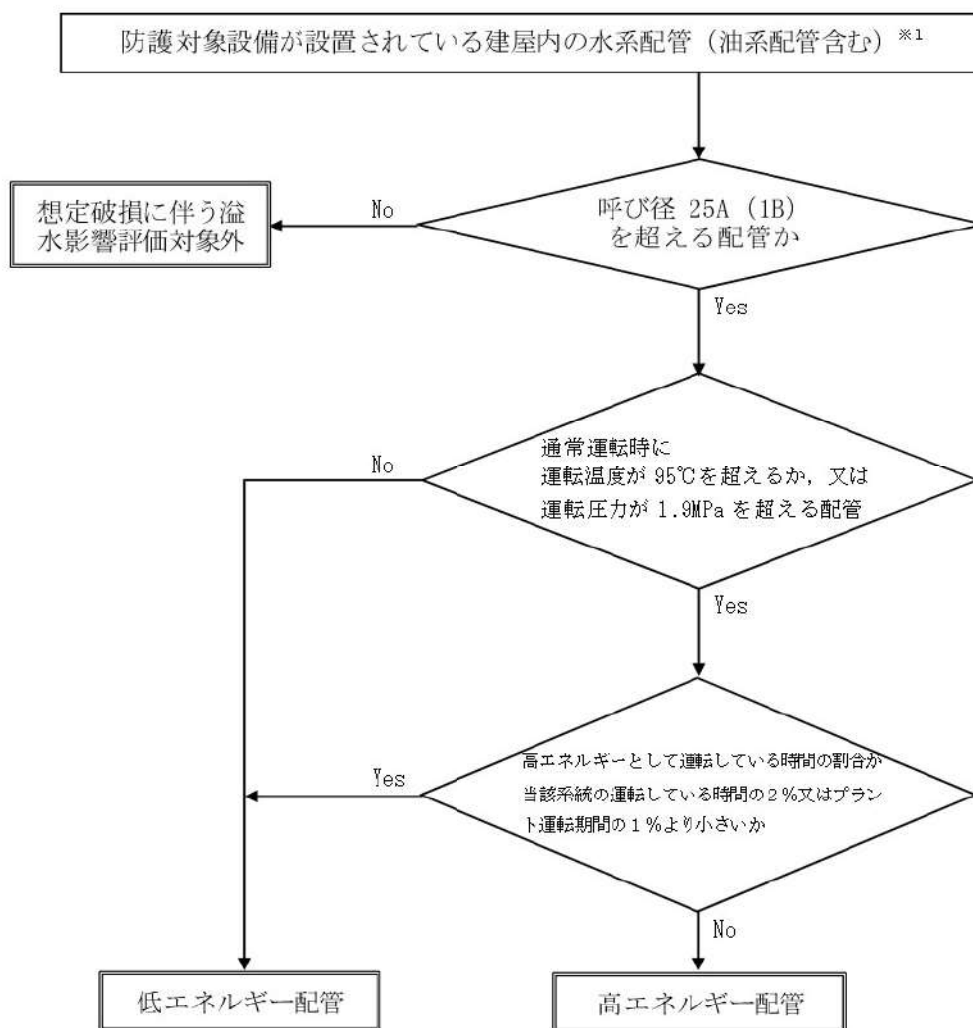 防護対象設備が設置されている建屋内の水系配管（油系配管含む）※1
呼び径 25A（1B）
を超える配管か
No
想定破損に伴う溢
水影響評価対象外
Yes
通常運転時に
運転温度が 95℃を超えるか，又は
運転圧力が 1.9MPa を超える配管
No
Yes
高エネルギーとして運転している時間の割合が
当該系統の運転している時間の２％又はプラン
ト運転期間の１％より小さいか
Yes
No
低エネルギー配管
高エネルギー配管